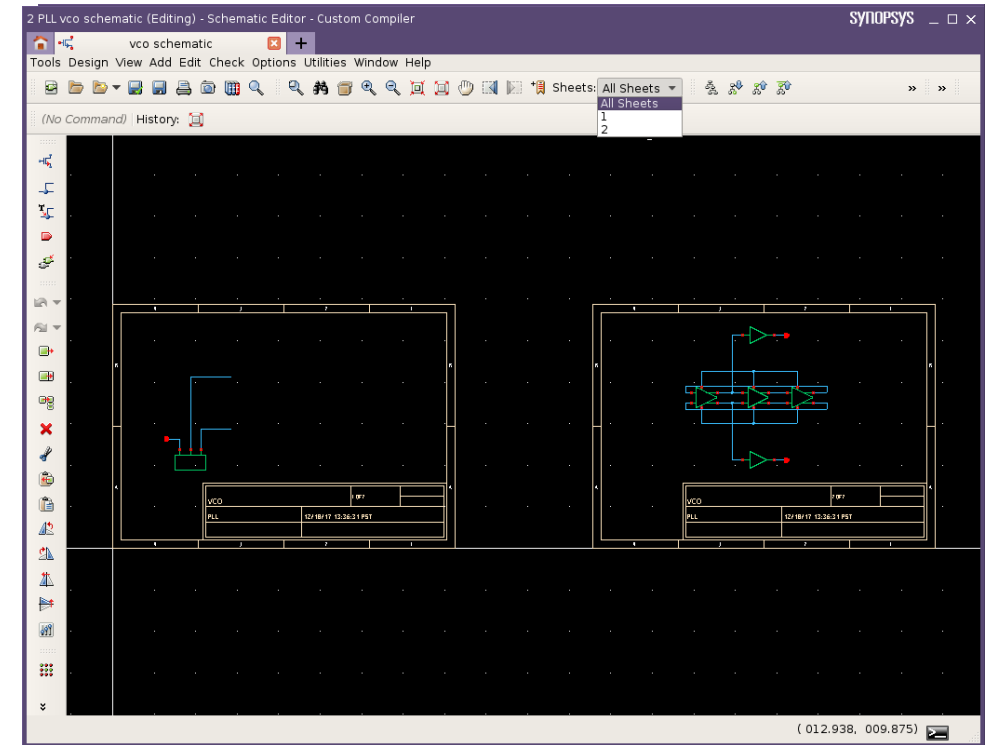 2 PLL vco schematic (Editing) - Schematic Editor - Custom Compiler
SYNOPSYS
vco schematic
Tools Design View Add Edit Check Options Utilities Window Help
Sheets: All Sheets
» »
All Sheets
1
2
(No Command) History:
VCO
PLL 12/18/17 13:36:31 PST
VCO
PLL 12/18/17 13:36:31 PST
( 012.938, 009.875)